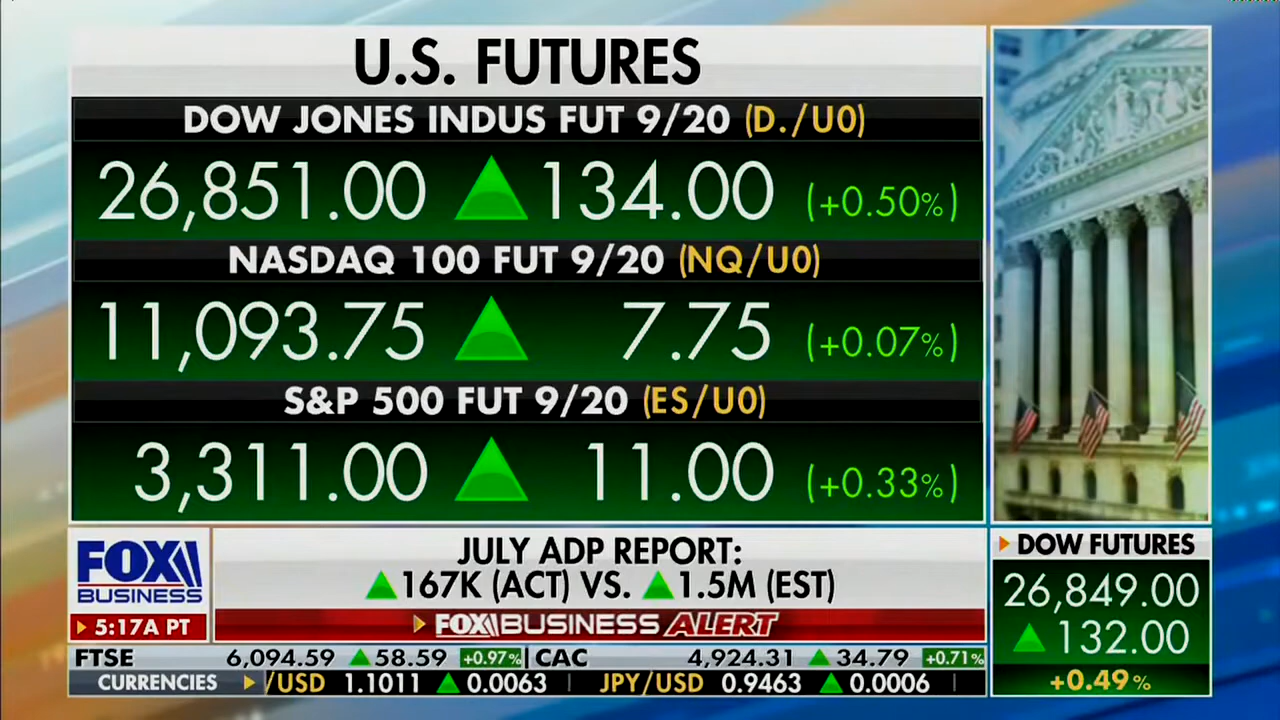 U.S. FUTURES
DOW JONES INDUS FUT 9/20 (D./U0)
26,851.00 ▲ 134.00 (+0.50%)
NASDAQ 100 FUT 9/20 (NQ/U0)
11,093.75 ▲ 7.75 (+0.07%)
S&P 500 FUT 9/20 (ES/U0)
3,311.00 ▲ 11.00 (+0.33%)
FOX
BUSINESS
5:17A PT
JULY ADP REPORT:
▲167K (ACT) VS. ▲1.5M (EST)
FOX BUSINESS ALERT
DOW FUTURES
26,849.00
▲ 132.00
+0.49%
FTSE 6,094.59 ▲ 58.59 +0.97% CAC 4,924.31 ▲ 34.79 +0.71%
CURRENCIES /USD 1.1011 ▲ 0.0063 | JPY/USD 0.9463 ▲ 0.0006 |